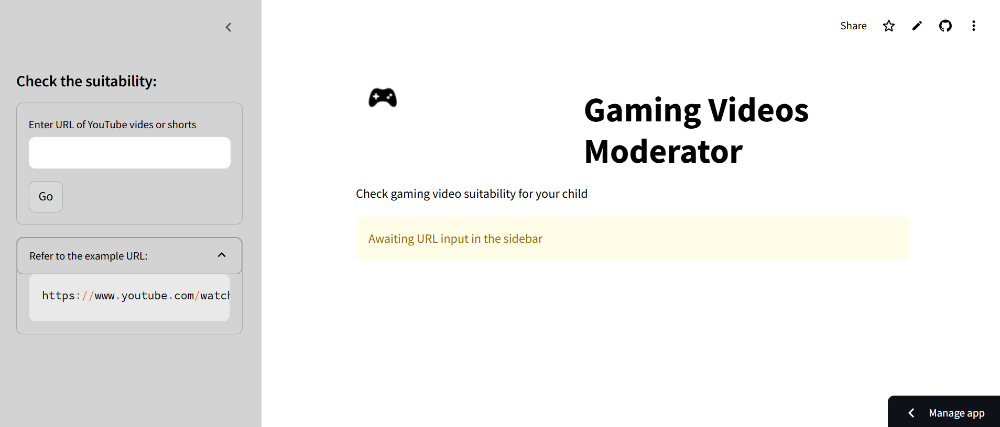 Share
Check the suitability:
Enter URL of YouTube vides or shorts
Go
Refer to the example URL:
https://www.youtube.com/watch
Gaming Videos
Moderator
Check gaming video suitability for your child
Awaiting URL input in the sidebar
Manage app